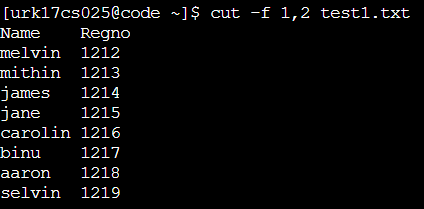 [urk17cs025@code ~]$ cut -f 1,2 test1.txt
Name    Regno
melvin  1212
mithin  1213
james   1214
jane    1215
carolin 1216
binu    1217
aaron   1218
selvin  1219